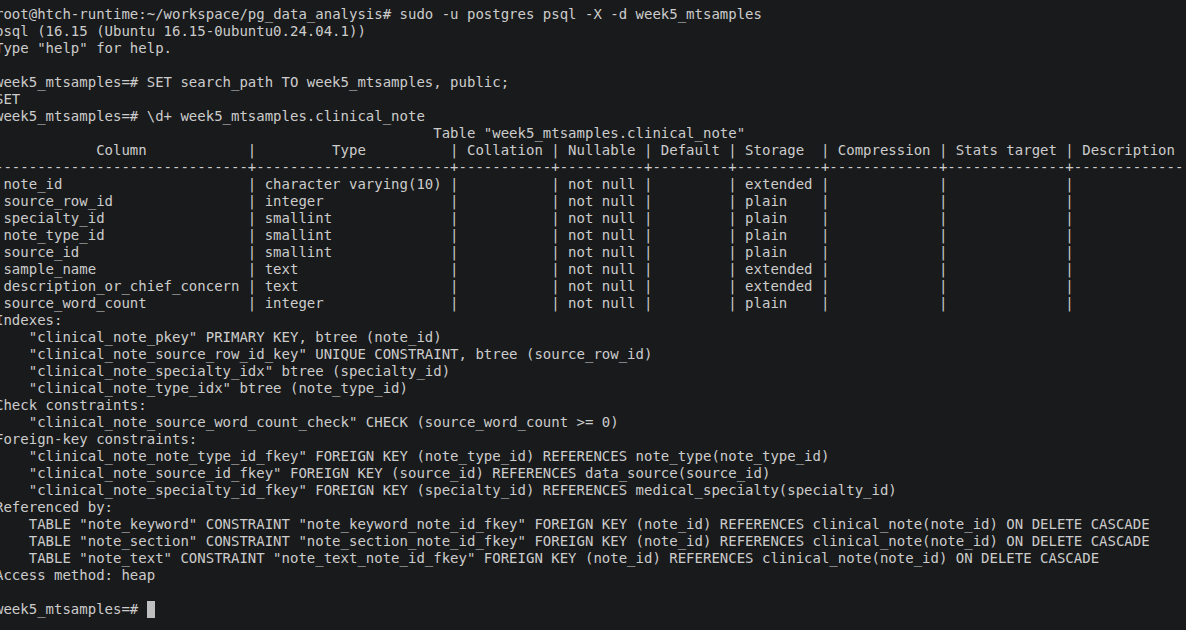 root@htch-runtime:~/workspace/pg_data_analysis# sudo -u postgres psql -X -d week5_mtsamples
psql (16.15 (Ubuntu 16.15-0ubuntu0.24.04.1))
Type "help" for help.

week5_mtsamples=# SET search_path TO week5_mtsamples, public;
SET
week5_mtsamples=# \d+ week5_mtsamples.clinical_note
                                                   Table "week5_mtsamples.clinical_note"
           Column            |         Type          | Collation | Nullable | Default | Storage  | Compression | Stats target | Description
-----------------------------+-----------------------+-----------+----------+---------+----------+-------------+--------------+-------------
 note_id                     | character varying(10) |           | not null |         | extended |             |              |
 source_row_id               | integer               |           | not null |         | plain    |             |              |
 specialty_id                | smallint              |           | not null |         | plain    |             |              |
 note_type_id                | smallint              |           | not null |         | plain    |             |              |
 source_id                   | smallint              |           | not null |         | plain    |             |              |
 sample_name                 | text                  |           | not null |         | extended |             |              |
 description_or_chief_concern | text                  |           | not null |         | extended |             |              |
 source_word_count           | integer               |           | not null |         | plain    |             |              |
Indexes:
    "clinical_note_pkey" PRIMARY KEY, btree (note_id)
    "clinical_note_source_row_id_key" UNIQUE CONSTRAINT, btree (source_row_id)
    "clinical_note_specialty_idx" btree (specialty_id)
    "clinical_note_type_idx" btree (note_type_id)
Check constraints:
    "clinical_note_source_word_count_check" CHECK (source_word_count >= 0)
Foreign-key constraints:
    "clinical_note_note_type_id_fkey" FOREIGN KEY (note_type_id) REFERENCES note_type(note_type_id)
    "clinical_note_source_id_fkey" FOREIGN KEY (source_id) REFERENCES data_source(source_id)
    "clinical_note_specialty_id_fkey" FOREIGN KEY (specialty_id) REFERENCES medical_specialty(specialty_id)
Referenced by:
    TABLE "note_keyword" CONSTRAINT "note_keyword_note_id_fkey" FOREIGN KEY (note_id) REFERENCES clinical_note(note_id) ON DELETE CASCADE
    TABLE "note_section" CONSTRAINT "note_section_note_id_fkey" FOREIGN KEY (note_id) REFERENCES clinical_note(note_id) ON DELETE CASCADE
    TABLE "note_text" CONSTRAINT "note_text_note_id_fkey" FOREIGN KEY (note_id) REFERENCES clinical_note(note_id) ON DELETE CASCADE
Access method: heap

week5_mtsamples=#